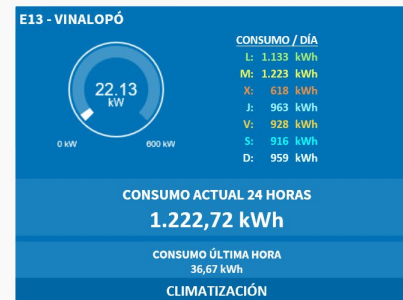 E13 - VINALOPÓ
CONSUMO / DÍA
L: 1.133 kWh
M: 1.223 kWh
X: 618 kWh
J: 963 kWh
V: 928 kWh
S: 916 kWh
D: 959 kWh
22.13
kW
0 kW 600 kW
CONSUMO ACTUAL 24 HORAS
1.222,72 kWh
CONSUMO ÚLTIMA HORA
36,67 kWh
CLIMATIZACIÓN